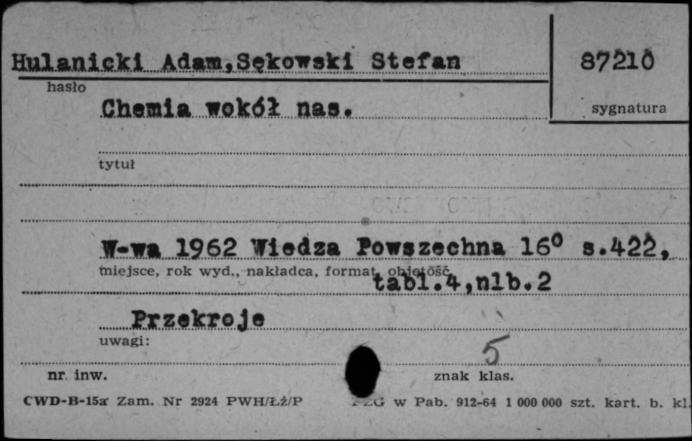 Hulanicki Adam,Sękowski Stefan
87210
hasło
sygnatura
Chemia wokół nas.
tytuł
W-wa 1962 Wiedza Powszechna 16⁰ s.422,
miejsce, rok wyd., nakładca, format, objętość
tabl.4,nlb.2
Przekroje
uwagi:
5
nr. inw.
znak klas.
CWD-B-15a Zam. Nr 2924 PWH/Łż/P
w Pab. 912-64 1 000 000 szt. kart. b. kl.